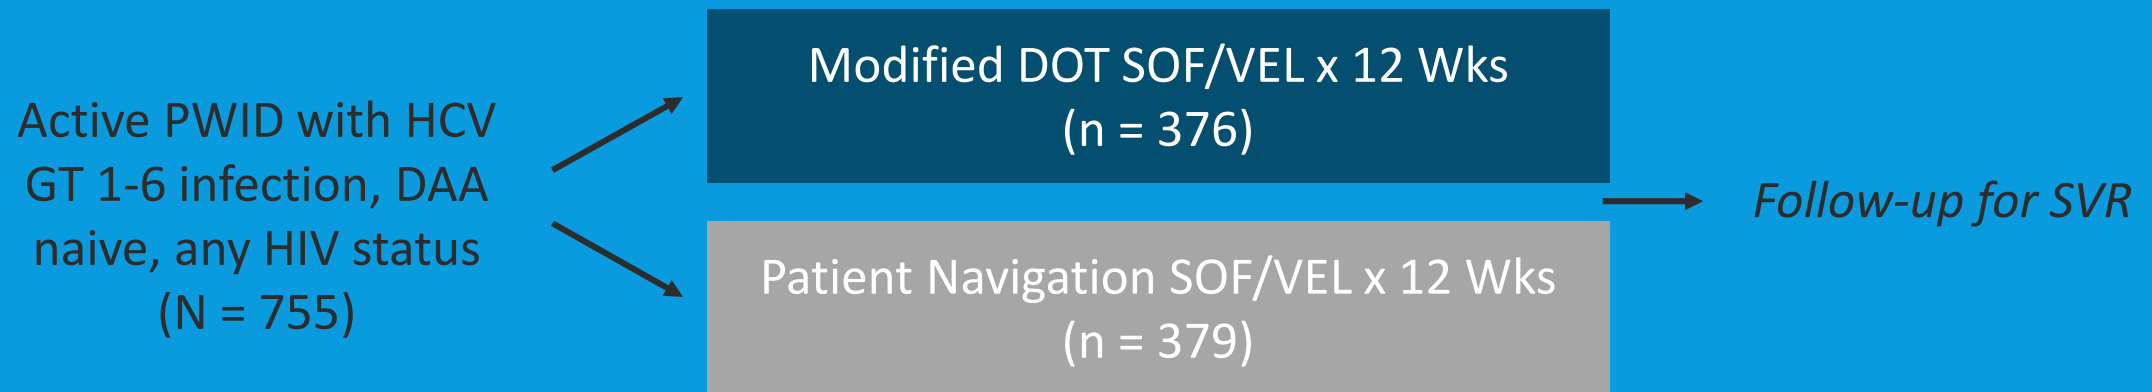 Active PWID with HCV
GT 1-6 infection, DAA
naive, any HIV status
(N = 755)
Modified DOT SOF/VEL x 12 Wks
(n = 376)
Patient Navigation SOF/VEL x 12 Wks
(n = 379)
Follow-up for SVR